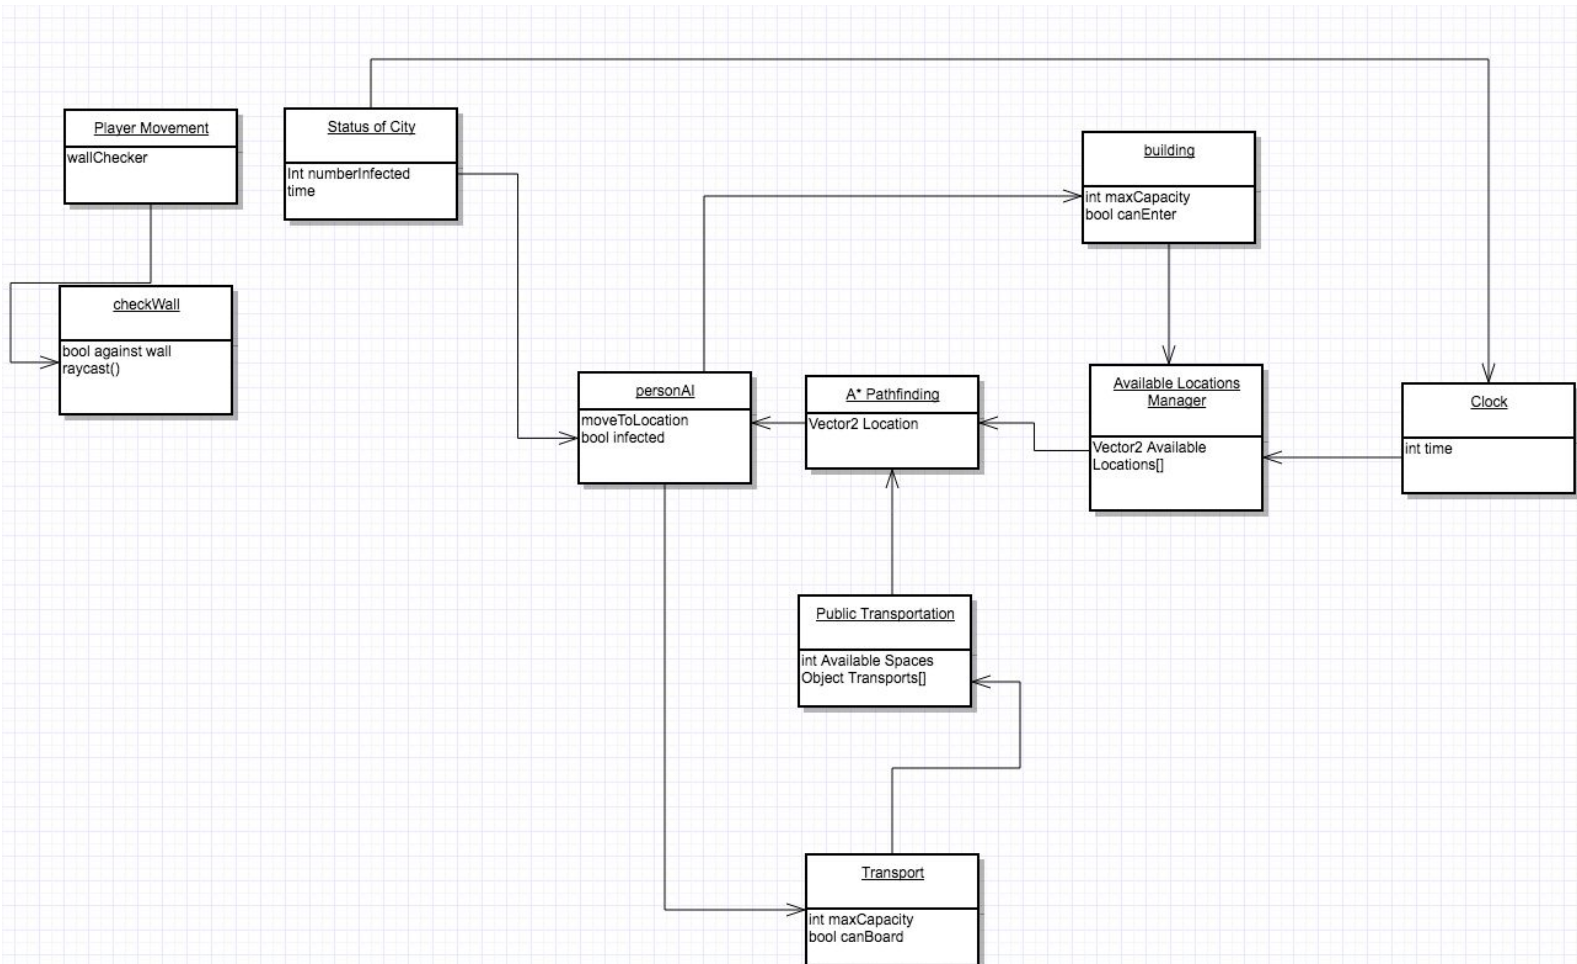 Player Movement
wallChecker
Status of City
Int numberInfected
time
building
int maxCapacity
bool canEnter
checkWall
bool against wall
raycast()
personAI
moveToLocation
bool infected
A* Pathfinding
Vector2 Location
Available Locations
Manager
Vector2 Available
Locations[]
Clock
int time
Public Transportation
int Available Spaces
Object Transports[]
Transport
int maxCapacity
bool canBoard